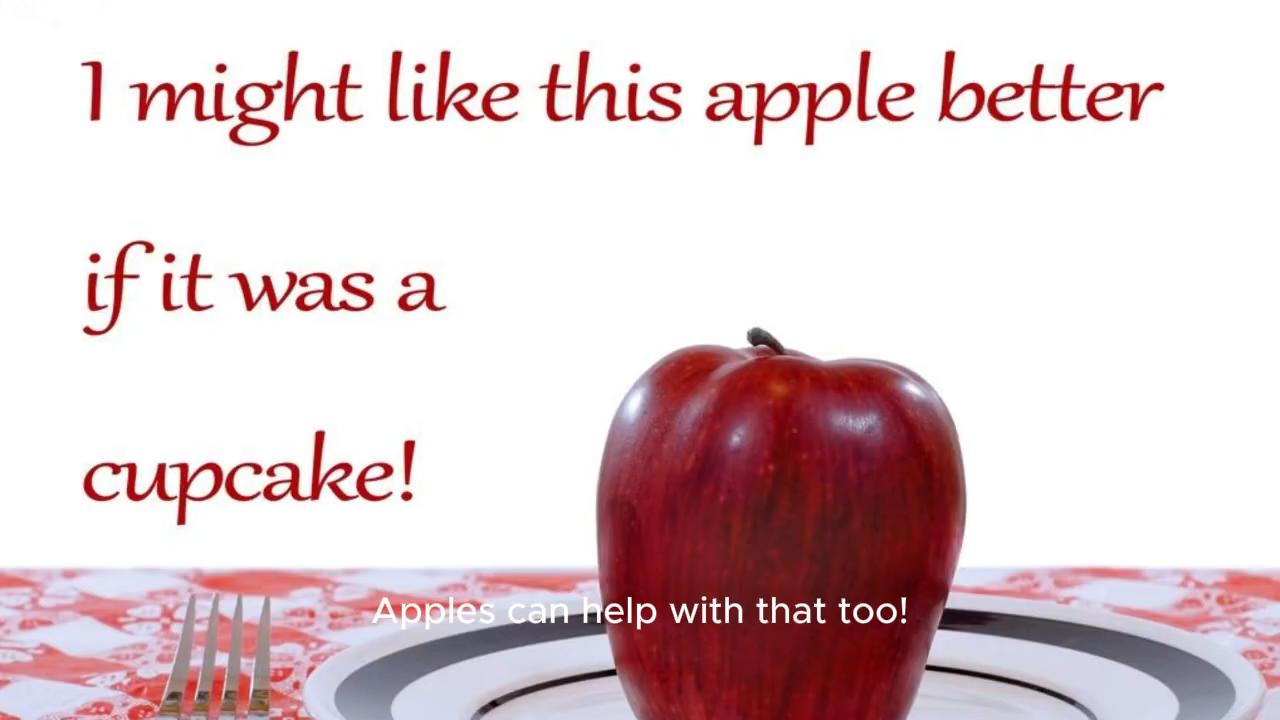 I might like this apple better
if it was a
cupcake!
Apples can help with that too!